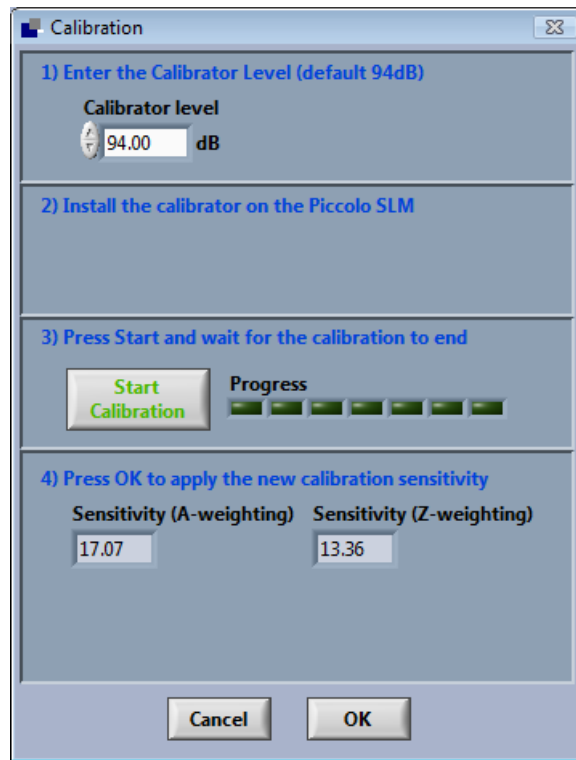 Calibration
1) Enter the Calibrator Level (default 94dB)
Calibrator level
94.00 dB
2) Install the calibrator on the Piccolo SLM
3) Press Start and wait for the calibration to end
Start
Calibration
Progress
4) Press OK to apply the new calibration sensitivity
Sensitivity (A-weighting) Sensitivity (Z-weighting)
17.07 13.36
Cancel OK